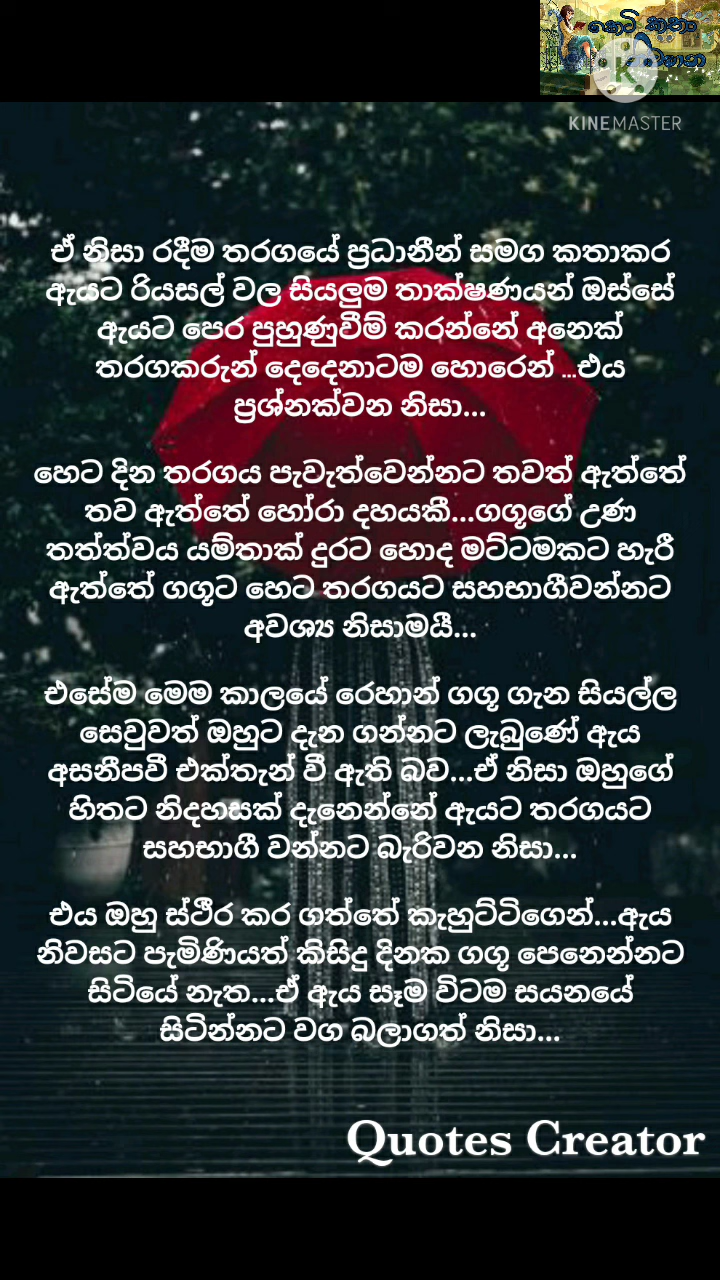 කෙටි කතා
KINEMASTER
ඒ නිසා රදීම තරගයේ ප්‍රධානීන් සමග කතාකර
ඇයට රියසල් වල සියලුම තාක්ෂණයන් ඔස්සේ
ඇයට පෙර පුහුණුවීම් කරන්නේ අනෙක්
තරගකරුන් දෙදෙනාටම හොරෙන් ...එය
ප්‍රශ්නක්වන නිසා...
හෙට දින තරගය පැවැත්වෙන්නට තවත් ඇත්තේ
තව ඇත්තේ හෝරා දහයකී...ගගූගේ උණ
තත්ත්වය යම්තාක් දුරට හොද මට්ටමකට හැරී
ඇත්තේ ගගූට හෙට තරගයට සහභාගීවන්නට
අවශ්‍ය නිසාමයී...
එසේම මෙම කාලයේ රෙහාන් ගගූ ගැන සියල්ල
සෙවුවත් ඔහුට දැන ගන්නට ලැබුණේ ඇය
අසනීපවී එක්තැන් වී ඇති බව...ඒ නිසා ඔහුගේ
හිතට නිදහසක් දැනෙන්නේ ඇයට තරගයට
සහභාගී වන්නට බැරිවන නිසා...
එය ඔහු ස්ථීර කර ගත්තේ කැහුට්ටිගෙන්...ඇය
නිවසට පැමිණියත් කිසිදු දිනක ගගූ පෙනෙන්නට
සිටියේ නැත...ඒ ඇය සෑම විටම සයනයේ
සිටින්නට වග බලාගත් නිසා...
Quotes Creator